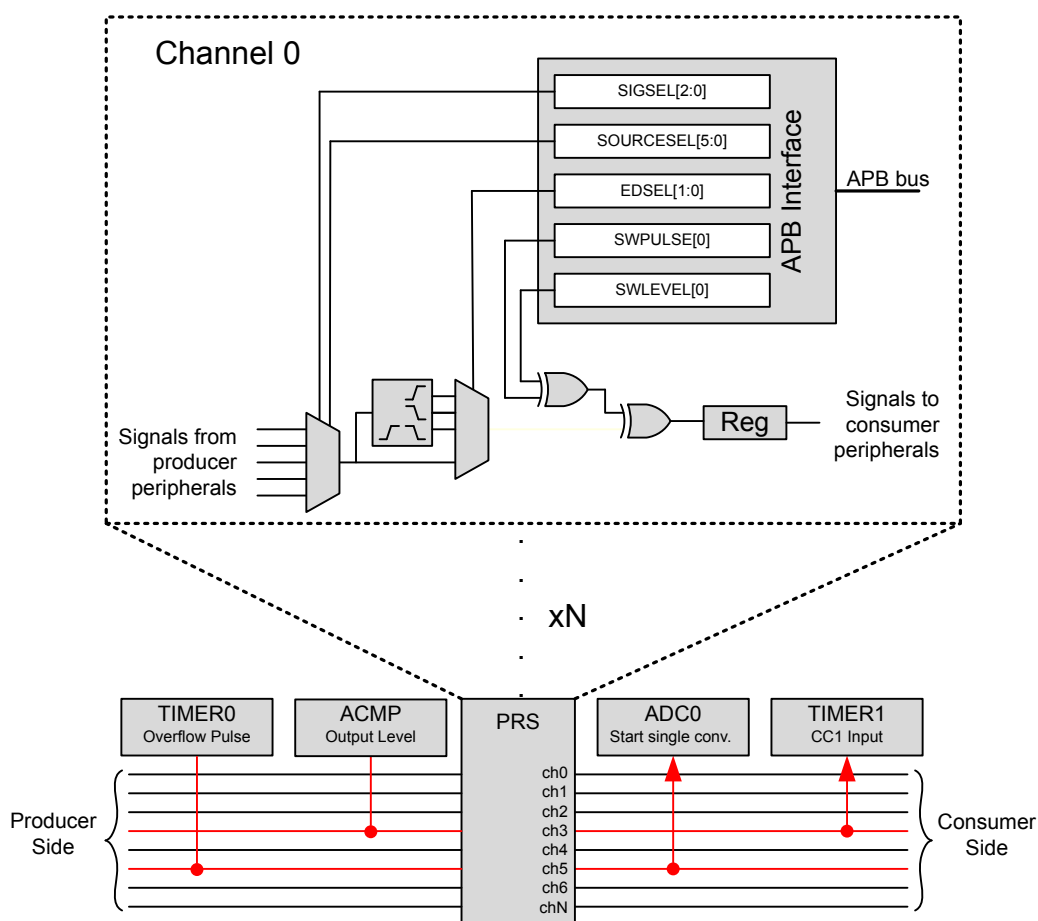 Channel 0
SIGSEL[2:0]
SOURCESEL[5:0]
EDSEL[1:0]
SWPULSE[0]
SWLEVEL[0]
APB Interface
APB bus
Signals from
producer
peripherals
Reg
Signals to
consumer
peripherals
xN
TIMER0
Overflow Pulse
ACMP
Output Level
PRS
ADC0
Start single conv.
TIMER1
CC1 Input
ch0
ch1
ch2
ch3
ch4
ch5
ch6
chN
Producer
Side
Consumer
Side